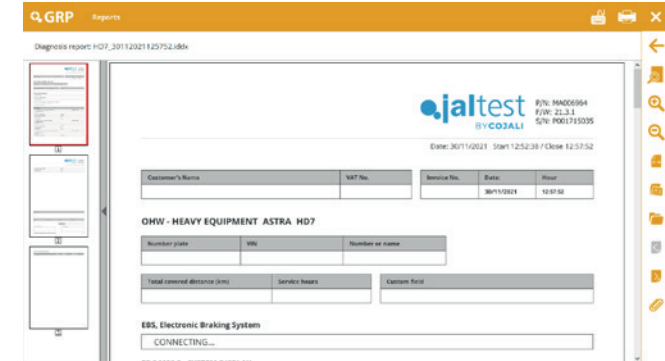 GRP Reports
Diagnosis report: HD7_30112021125752.iddx
jaltest
BY COJALI
P/N: MA006964
F/W: 21.3.1
S/N: P001715035
Date: 30/11/2021 Start 12:52:38 / Close 12:57:52
Customer's Name VAT No. Invoice No. Date: Hour
30/11/2021 12:57:52
OHW - HEAVY EQUIPMENT ASTRA HD7
Number plate VIN Number or name
Total covered distance (km) Service hours Custom field
EBS, Electronic Braking System
CONNECTING...